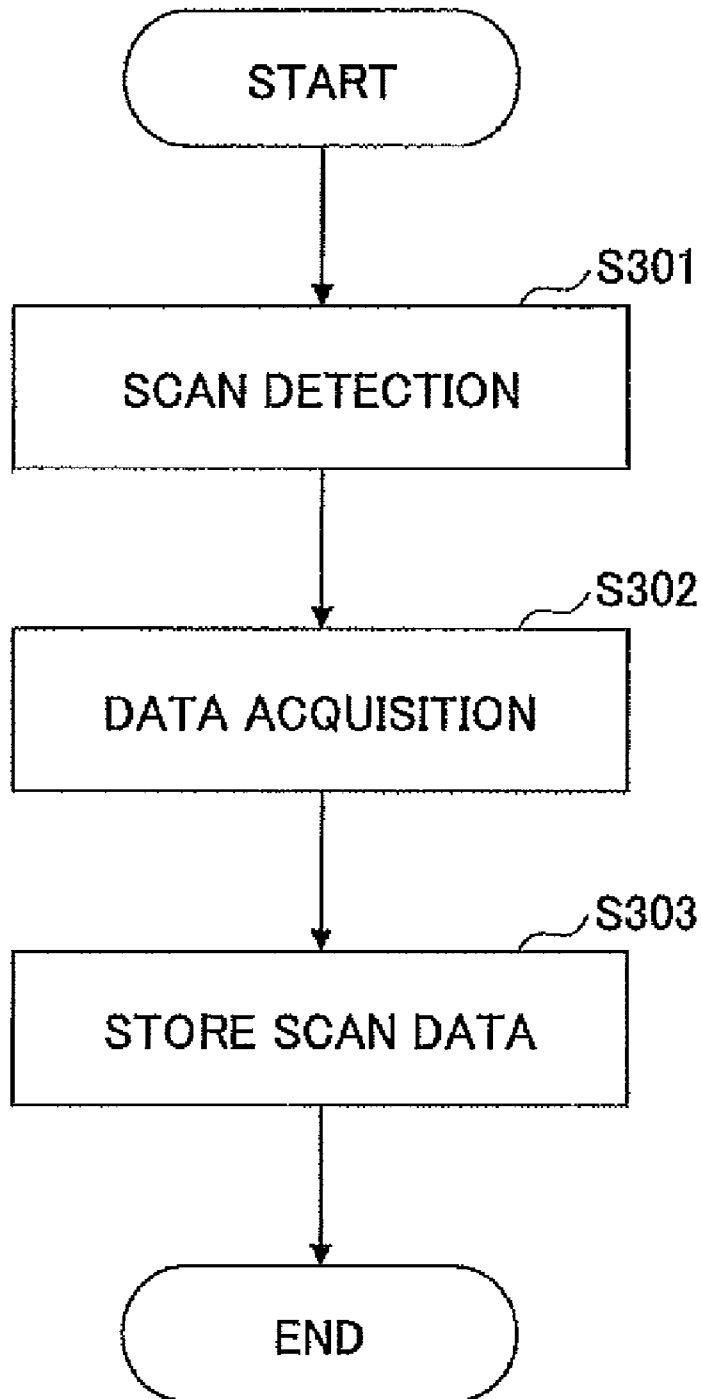 START
S301
SCAN DETECTION
S302
DATA ACQUISITION
S303
STORE SCAN DATA
END